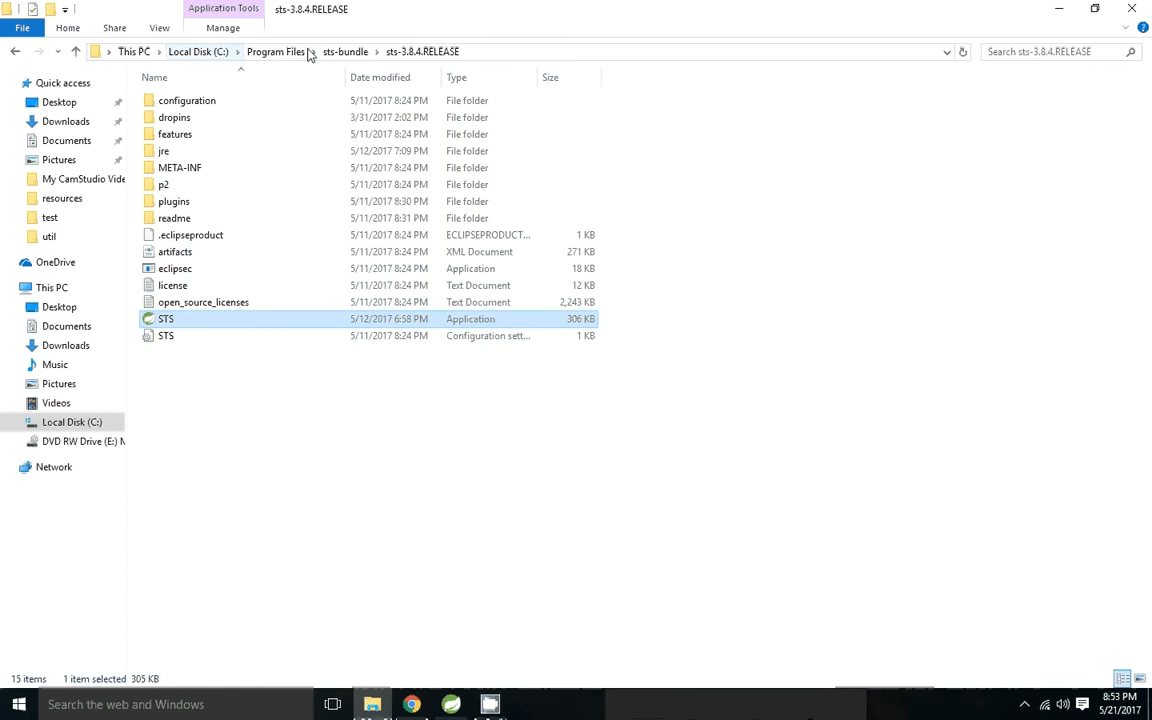 Application Tools
sts-3.8.4.RELEASE
File
Home
Share
View
Manage
This PC
Local Disk (C:)
Program Files
sts-bundle
sts-3.8.4.RELEASE
Search sts-3.8.4.RELEASE
Name
Date modified
Type
Size
Quick access
Desktop
Downloads
Documents
Pictures
My CamStudio Vide
resources
test
util
OneDrive
This PC
Desktop
Documents
Downloads
Music
Pictures
Videos
Local Disk (C:)
DVD RW Drive (E:) N
Network
configuration 5/11/2017 8:24 PM File folder
dropins 3/31/2017 2:02 PM File folder
features 5/11/2017 8:24 PM File folder
jre 5/12/2017 7:09 PM File folder
META-INF 5/11/2017 8:24 PM File folder
p2 5/11/2017 8:24 PM File folder
plugins 5/11/2017 8:30 PM File folder
readme 5/11/2017 8:31 PM File folder
.eclipseproduct 5/11/2017 8:24 PM ECLIPSEPRODUCT... 1 KB
artifacts 5/11/2017 8:24 PM XML Document 271 KB
eclipsec 5/11/2017 8:24 PM Application 18 KB
license 5/11/2017 8:24 PM Text Document 12 KB
open_source_licenses 5/11/2017 8:24 PM Text Document 2,243 KB
STS 5/12/2017 6:58 PM Application 306 KB
STS 5/11/2017 8:24 PM Configuration sett... 1 KB
15 items 1 item selected 305 KB
Search the web and Windows
8:53 PM
5/21/2017